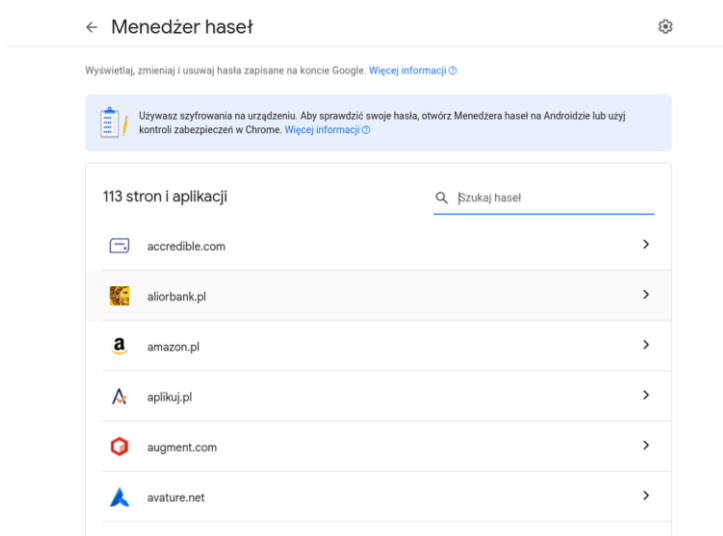 Menedżer haseł
Wyświetlaj, zmieniaj i usuwaj hasła zapisane na koncie Google. Więcej informacji
Używasz szyfrowania na urządzeniu. Aby sprawdzić swoje hasła, otwórz Menedżera haseł na Androidzie lub użyj
kontroli zabezpieczeń w Chrome. Więcej informacji
113 stron i aplikacji
Szukaj haseł
accredible.com
aliorbank.pl
amazon.pl
aplikuj.pl
augment.com
avature.net